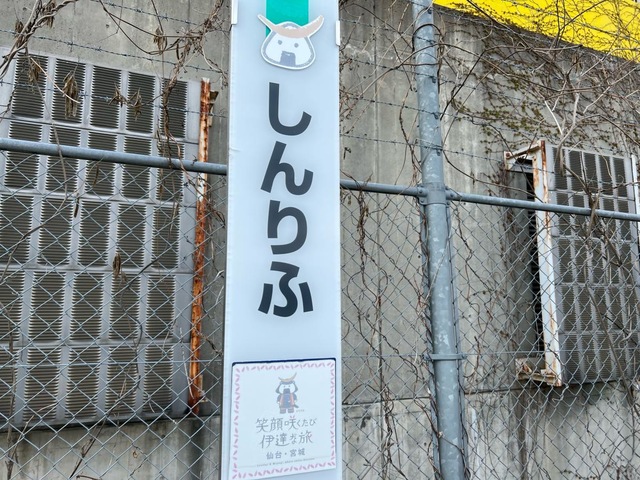 しんりふ
笑顔咲くたび
伊達な旅
仙台・宮城